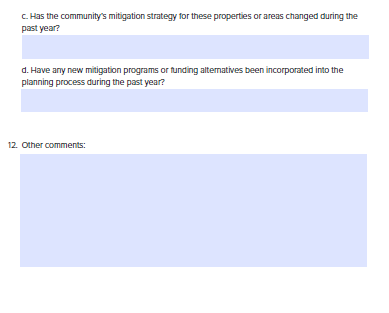 c. Has the community's mitigation strategy for these properties or areas changed during the
past year?
d. Have any new mitigation programs or funding alternatives been incorporated into the
planning process during the past year?
12. Other comments: